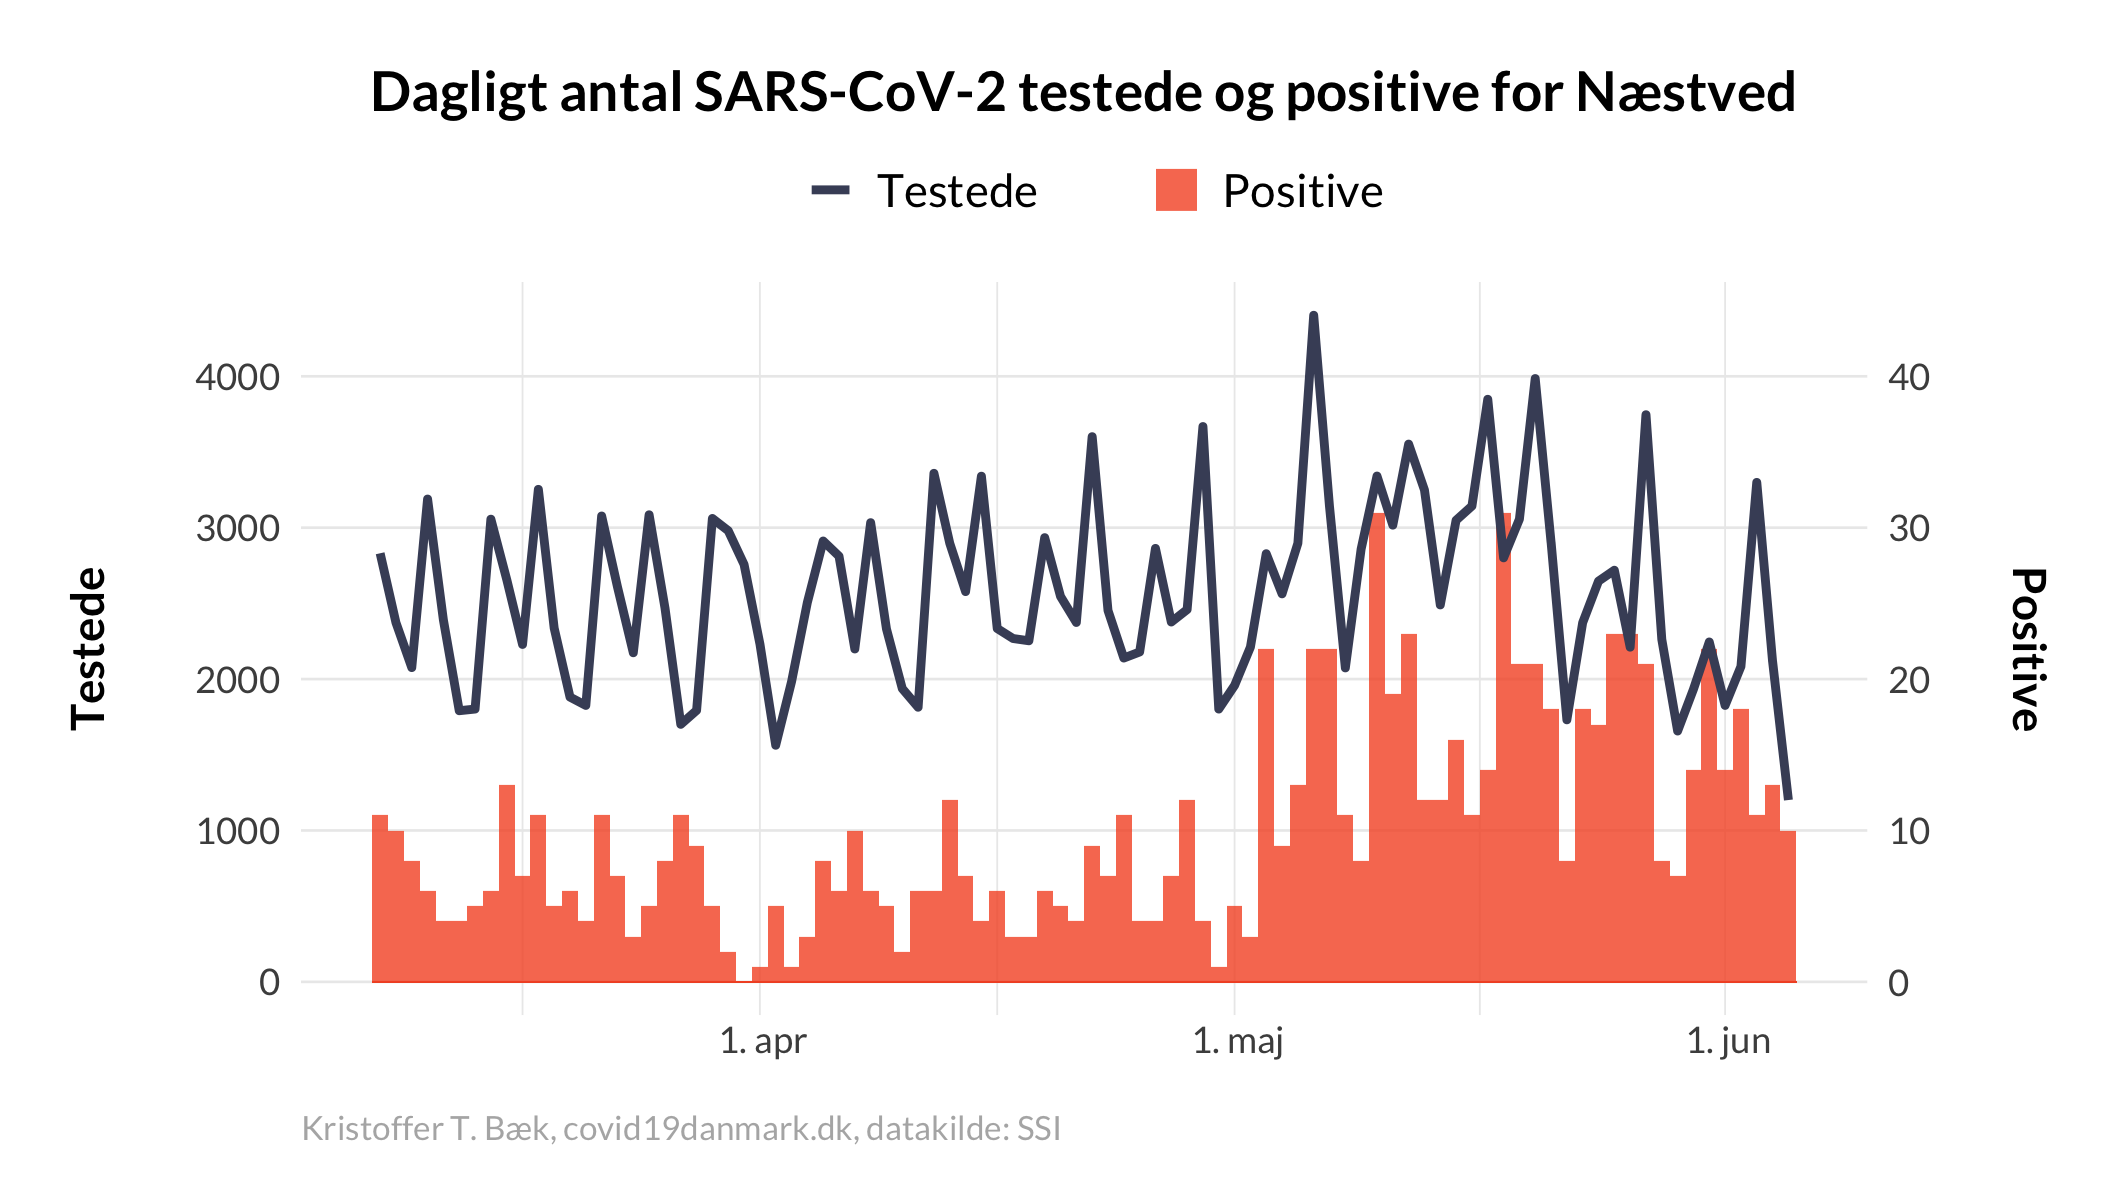 Dagligt antal SARS-CoV-2 testede og positive for Næstved
Testede
Positive
4000
3000
2000
1000
0
Testede
40
30
20
10
0
Positive
1. apr
1. maj
1. jun
Kristoffer T. Bæk, covid19danmark.dk, datakilde: SSI